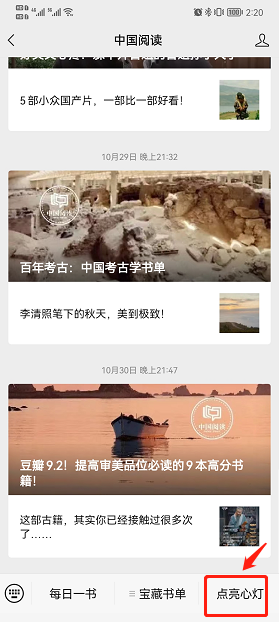 2:20
中国阅读
5部小众国产片，一部比一部好看！
10月29日 晚上21:32
中国阅读
百年考古：中国考古学书单
李清照笔下的秋天，美到极致！
10月30日 晚上21:47
中国阅读
豆瓣9.2！提高审美品位必读的9本高分书
籍！
这部古籍，其实你已经接触过很多次
了……
每日一书
宝藏书单
点亮心灯